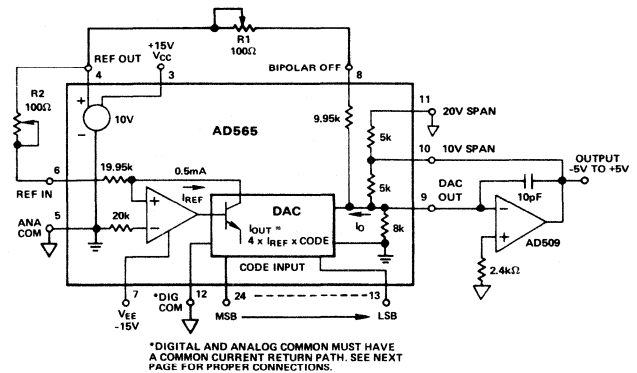 R1
100Ω
REF OUT
4
+15V
VCC
3
BIPOLAR OFF
8
R2
100Ω
+
-
10V
AD565
9.95k
5k
11
20V SPAN
10
10V SPAN
5k
OUTPUT
-5V TO +5V
6
REF IN
19.95k
0.5mA
IREF
+
-
DAC
IOUT =
4 x IREF x CODE
IO
8k
9
DAC
OUT
10pF
-
+
AD509
2.4kΩ
5
ANA
COM
20k
CODE INPUT
7
VEE
-15V
*DIG
COM
12
24
13
MSB
LSB
*DIGITAL AND ANALOG COMMON MUST HAVE
A COMMON CURRENT RETURN PATH. SEE NEXT
PAGE FOR PROPER CONNECTIONS.